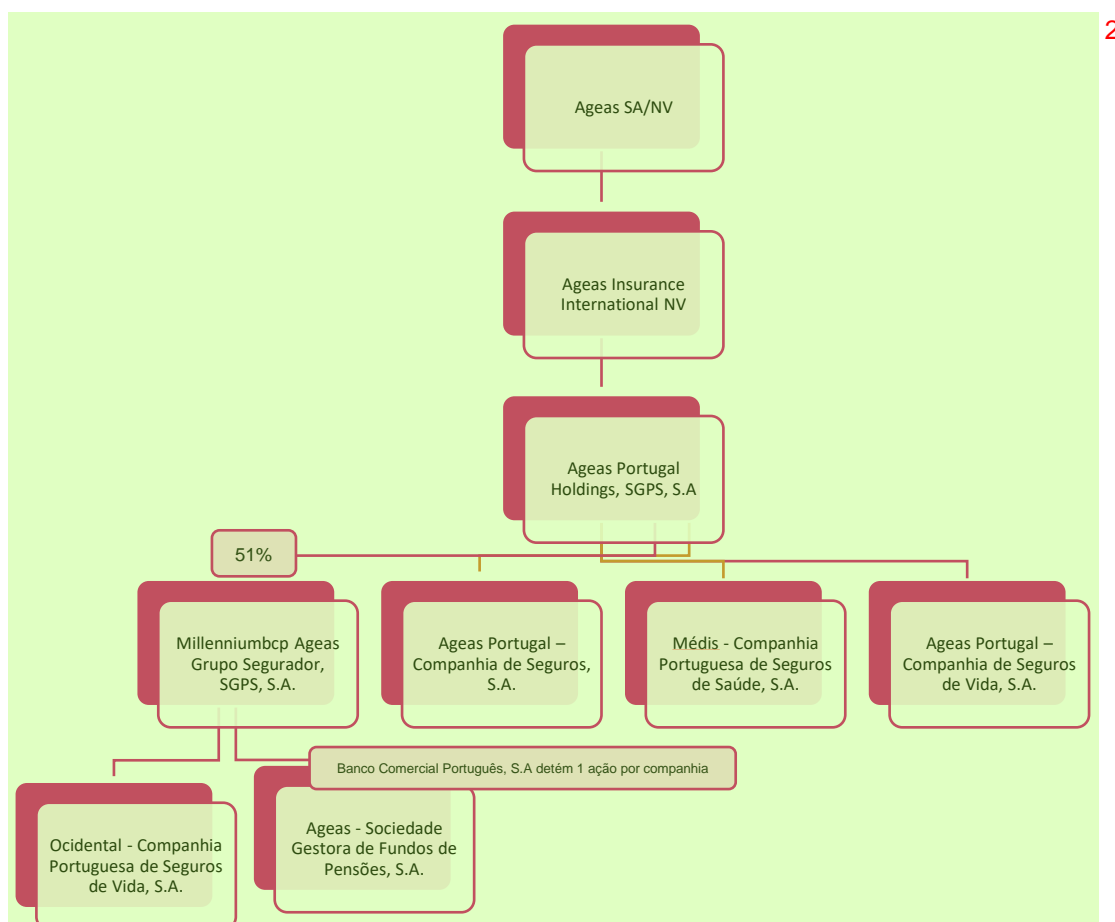 2
Ageas SA/NV
Ageas Insurance
International NV
Ageas Portugal
Holdings, SGPS, S.A
51%
Millenniumbcp Ageas
Grupo Segurador,
SGPS, S.A.
Ageas Portugal –
Companhia de Seguros,
S.A.
Médis - Companhia
Portuguesa de Seguros
de Saúde, S.A.
Ageas Portugal –
Companhia de Seguros
de Vida, S.A.
Banco Comercial Português, S.A detém 1 ação por companhia
Ocidental - Companhia
Portuguesa de Seguros
de Vida, S.A.
Ageas - Sociedade
Gestora de Fundos de
Pensões, S.A.